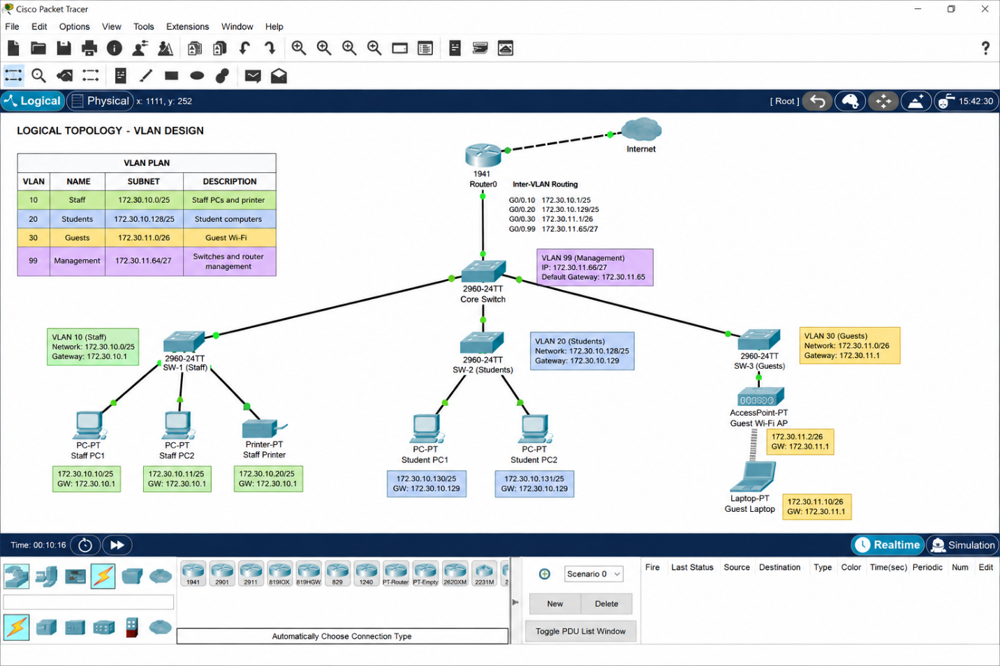 Cisco Packet Tracer
File Edit Options View Tools Extensions Window Help
?
Logical Physical x: 1111, y: 252 [ Root ] 15:42:30
LOGICAL TOPOLOGY - VLAN DESIGN
VLAN PLAN
VLAN NAME SUBNET DESCRIPTION
10 Staff 172.30.10.0/25 Staff PCs and printer
20 Students 172.30.10.128/25 Student computers
30 Guests 172.30.11.0/26 Guest Wi-Fi
99 Management 172.30.11.64/27 Switches and router
management
Internet
1941
Router0
Inter-VLAN Routing
G0/0.10 172.30.10.1/25
G0/0.20 172.30.10.129/25
G0/0.30 172.30.11.1/26
G0/0.99 172.30.11.65/27
VLAN 99 (Management)
IP: 172.30.11.66/27
Default Gateway: 172.30.11.65
2960-24TT
Core Switch
VLAN 10 (Staff)
Network: 172.30.10.0/25
Gateway: 172.30.10.1
2960-24TT
SW-1 (Staff)
2960-24TT
SW-2 (Students)
VLAN 20 (Students)
Network: 172.30.10.128/25
Gateway: 172.30.10.129
2960-24TT
SW-3 (Guests)
VLAN 30 (Guests)
Network: 172.30.11.0/26
Gateway: 172.30.11.1
PC-PT
Staff PC1
172.30.10.10/25
GW: 172.30.10.1
PC-PT
Staff PC2
172.30.10.11/25
GW: 172.30.10.1
Printer-PT
Staff Printer
172.30.10.20/25
GW: 172.30.10.1
PC-PT
Student PC1
172.30.10.130/25
GW: 172.30.10.129
PC-PT
Student PC2
172.30.10.131/25
GW: 172.30.10.129
AccessPoint-PT
Guest Wi-Fi AP
172.30.11.2/26
GW: 172.30.11.1
Laptop-PT
Guest Laptop
172.30.11.10/26
GW: 172.30.11.1
Time: 00:10:16 Realtime Simulation
1941 2901 2911 819IOX 819HGW 829 1240 PT-Router PT-Empty 2620XM 2231M 2
Automatically Choose Connection Type
Scenario 0
New Delete
Toggle PDU List Window
Fire Last Status Source Destination Type Color Time(sec) Periodic Num Edit